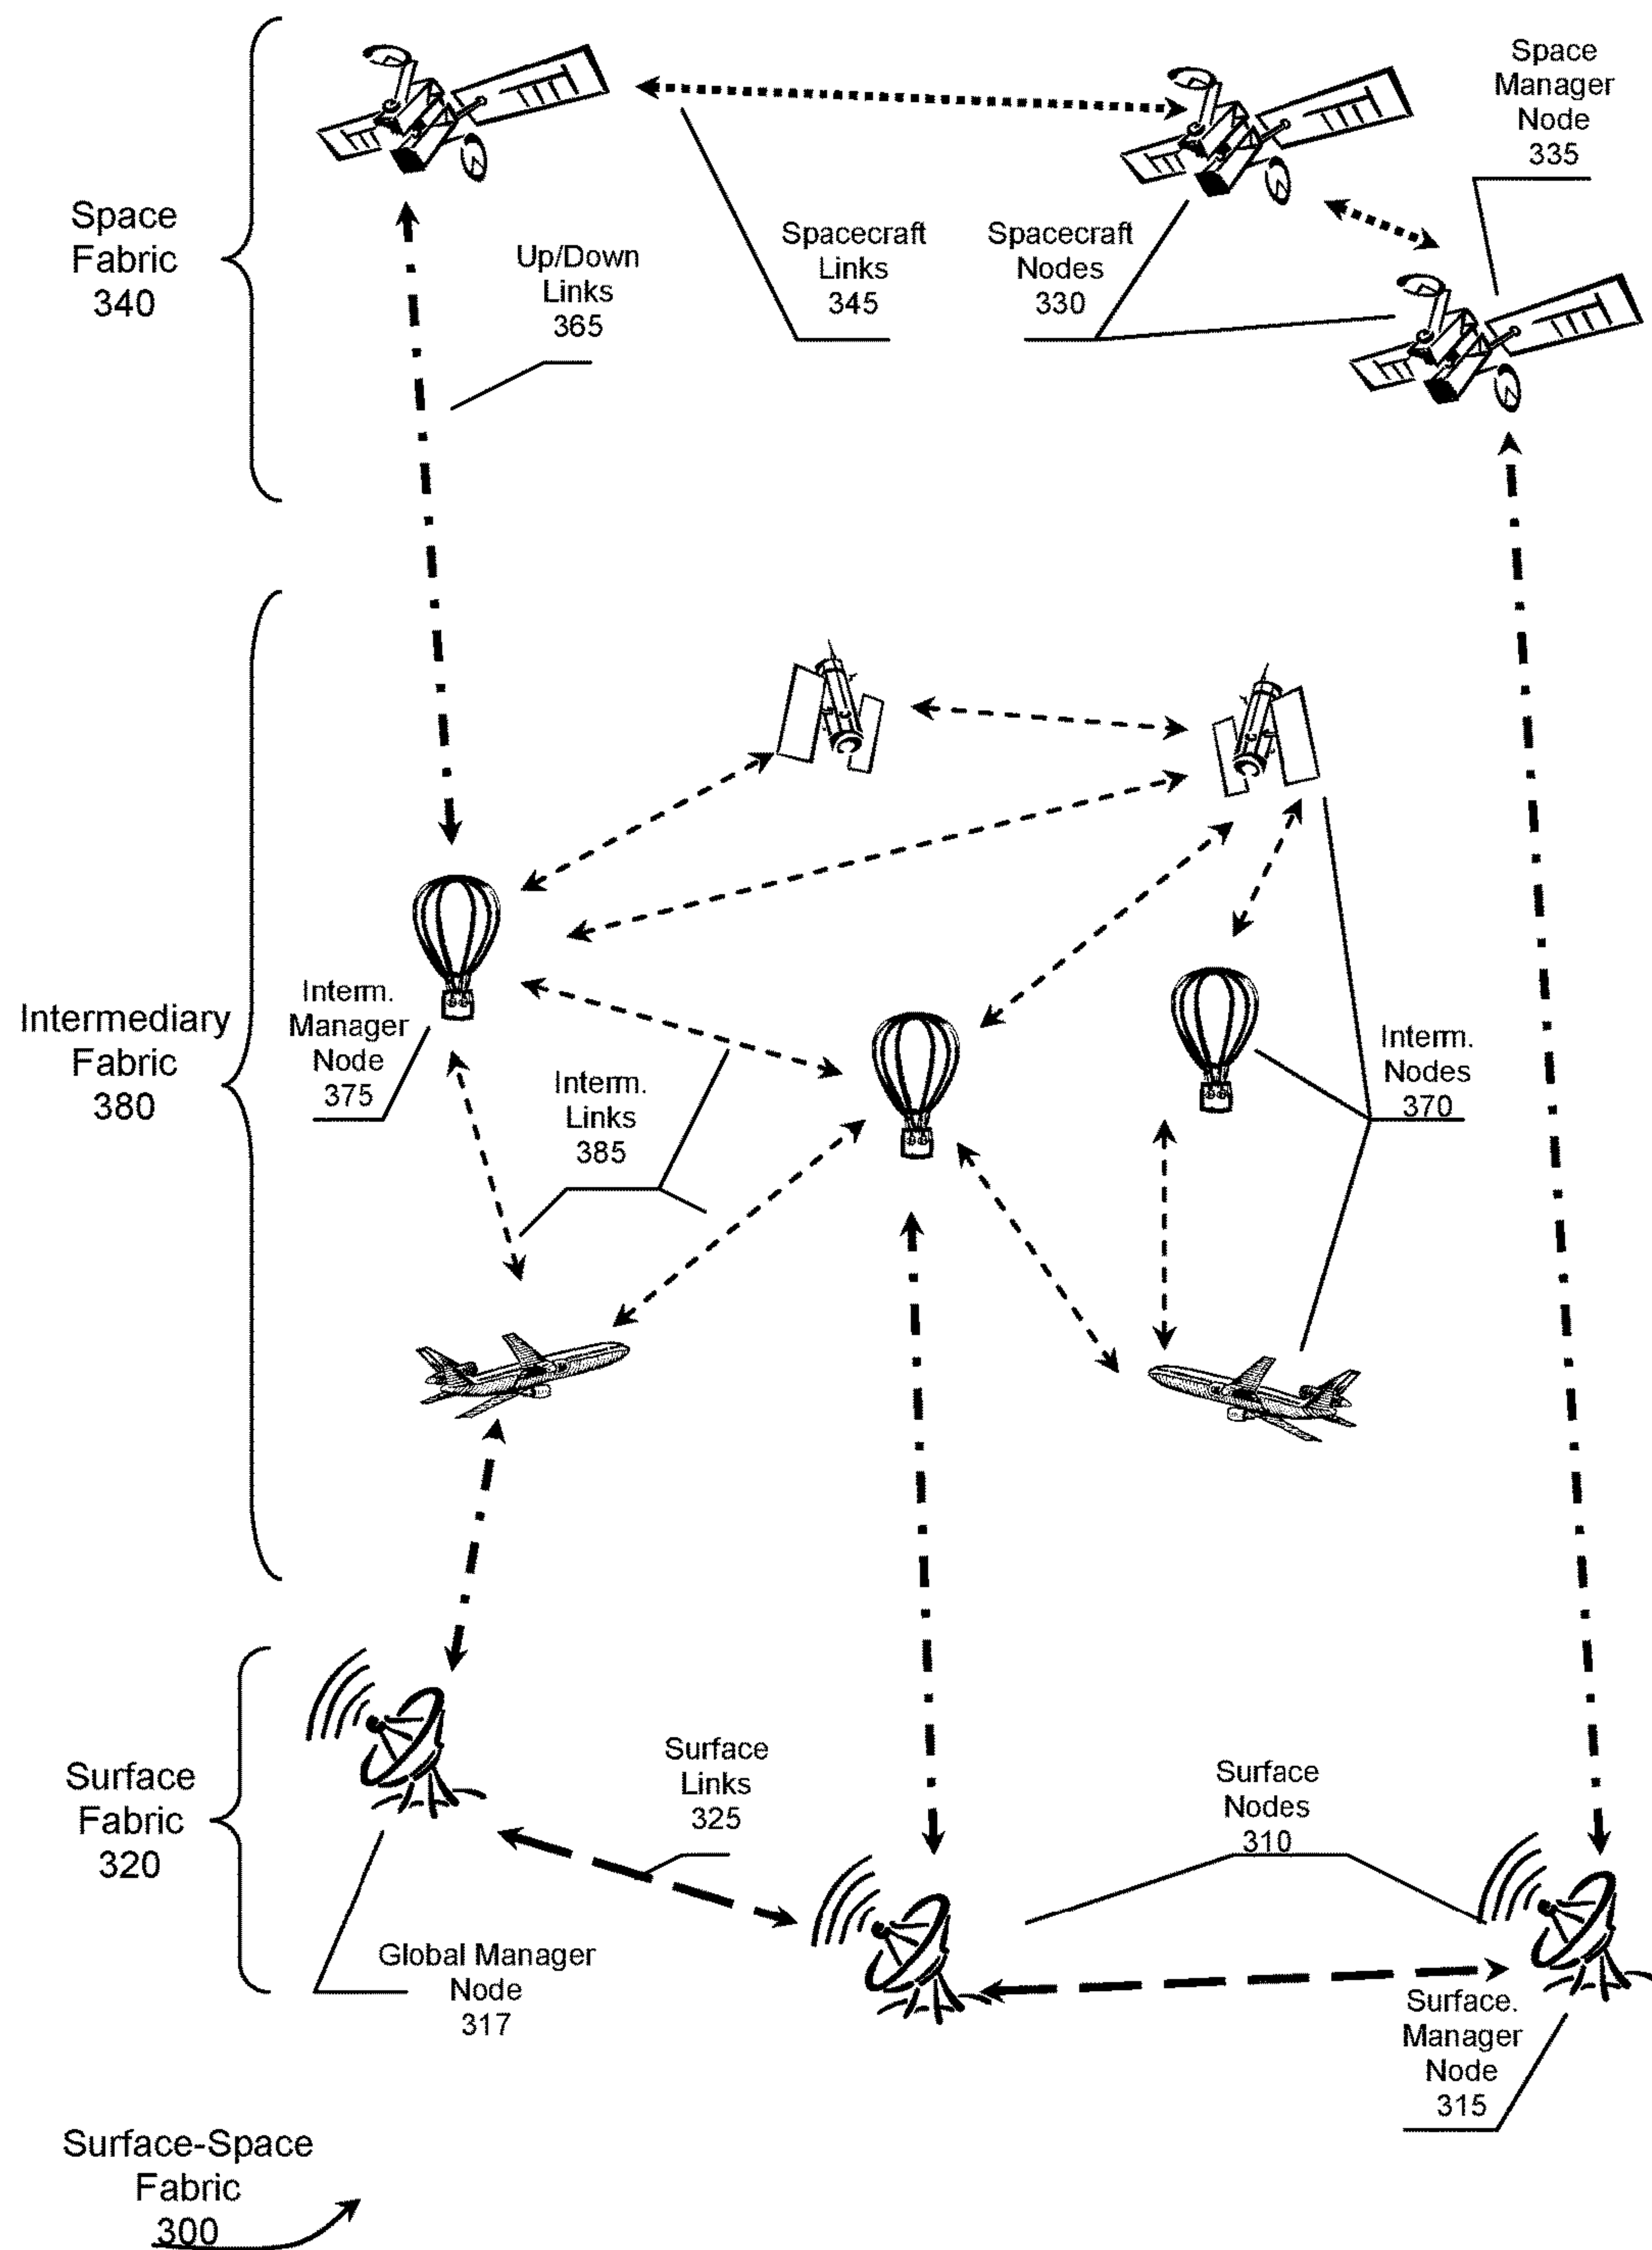 Space
Manager
Node
335
Space
Fabric
340
Up/Down
Links
365
Spacecraft
Links
345
Spacecraft
Nodes
330
Intermediary
Fabric
380
Interm.
Manager
Node
375
Interm.
Links
385
Interm.
Nodes
370
Surface
Fabric
320
Surface
Links
325
Surface
Nodes
310
Global Manager
Node
317
Surface.
Manager
Node
315
Surface-Space
Fabric
300